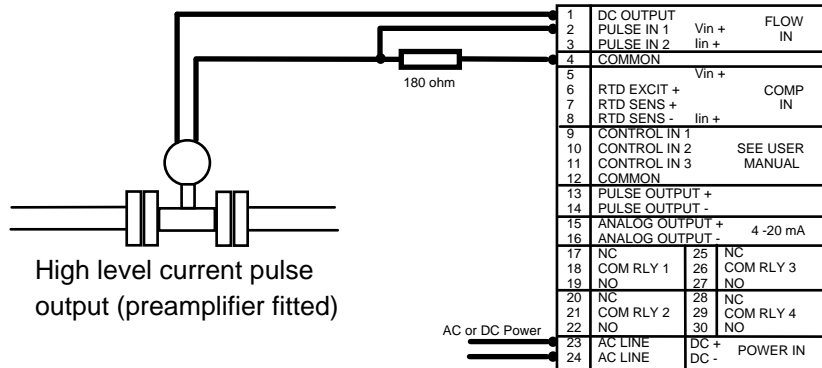 1 DC OUTPUT
2 PULSE IN 1 Vin +
3 PULSE IN 2 Iin +
FLOW IN
4 COMMON
180 ohm
5 Vin +
6 RTD EXCIT +
7 RTD SENS +
8 RTD SENS - Iin +
COMP IN
9 CONTROL IN 1
10 CONTROL IN 2
11 CONTROL IN 3
12 COMMON
SEE USER MANUAL
13 PULSE OUTPUT +
14 PULSE OUTPUT -
15 ANALOG OUTPUT +
16 ANALOG OUTPUT -
4 -20 mA
17 NC 25 NC
18 COM RLY 1 26 COM RLY 3
19 NO 27 NO
20 NC 28 NC
21 COM RLY 2 29 COM RLY 4
22 NO 30 NO
23 AC LINE DC +
24 AC LINE DC -
POWER IN
AC or DC Power
High level current pulse
output (preamplifier fitted)